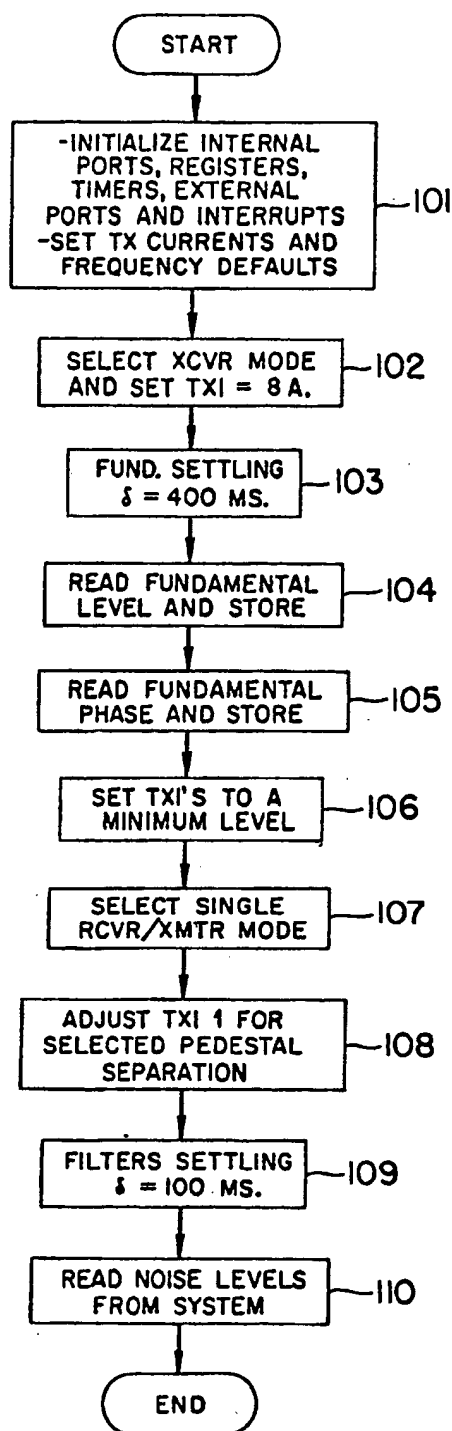 START
-INITIALIZE INTERNAL
PORTS, REGISTERS,
TIMERS, EXTERNAL
PORTS AND INTERRUPTS
-SET TX CURRENTS AND
FREQUENCY DEFAULTS
101
SELECT XCVR MODE
AND SET TXI = 8 A.
102
FUND. SETTLING
δ = 400 MS.
103
READ FUNDAMENTAL
LEVEL AND STORE
104
READ FUNDAMENTAL
PHASE AND STORE
105
SET TXI'S TO A
MINIMUM LEVEL
106
SELECT SINGLE
RCVR/XMTR MODE
107
ADJUST TXI 1 FOR
SELECTED PEDESTAL
SEPARATION
108
FILTERS SETTLING
δ = 100 MS.
109
READ NOISE LEVELS
FROM SYSTEM
110
END